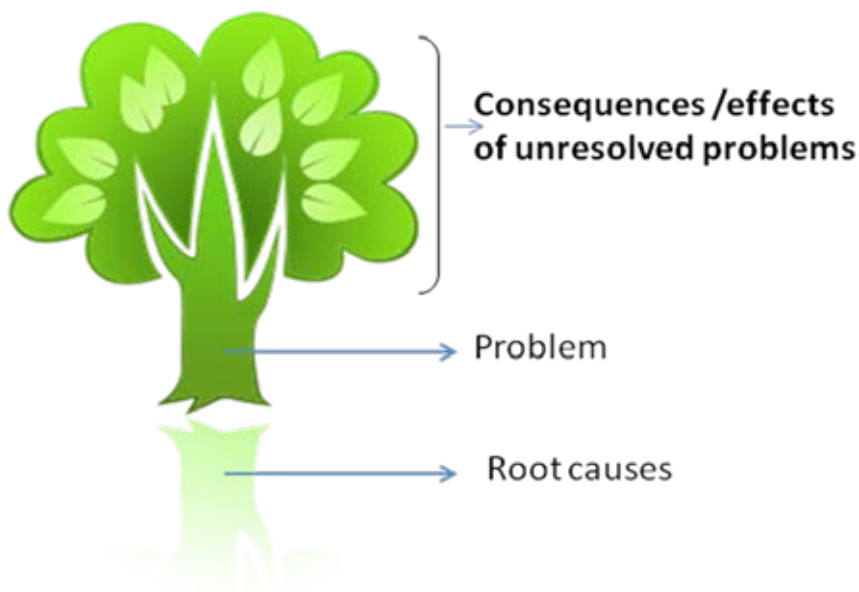 Consequences /effects
of unresolved problems
Problem
Root causes